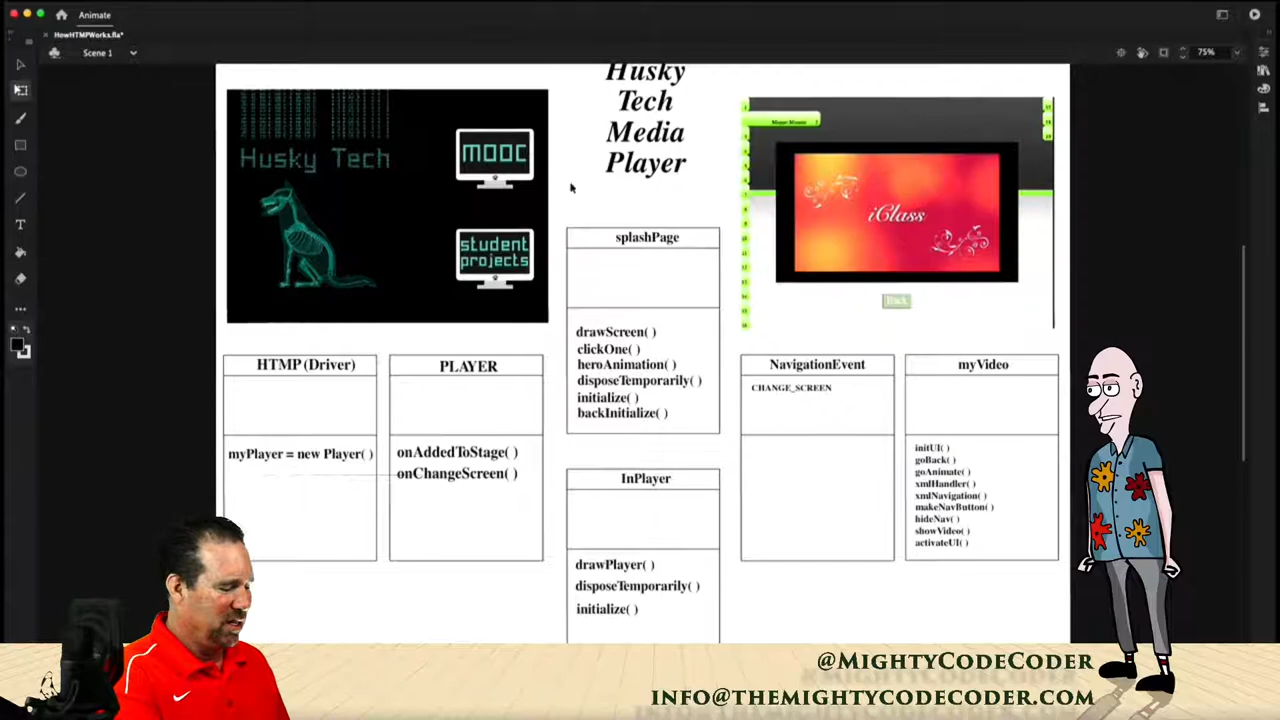 Animate
HowHTMPWorks.fla*
Scene 1
75%
Husky
Tech
Media
Player
Husky Tech
mooc
student
projects
iClass
Back
splashPage
drawScreen( )
clickOne( )
heroAnimation( )
disposeTemporarily( )
initialize( )
backInitialize( )
HTMP (Driver)
myPlayer = new Player( )
PLAYER
onAddedToStage( )
onChangeScreen( )
InPlayer
drawPlayer( )
disposeTemporarily( )
initialize( )
NavigationEvent
CHANGE_SCREEN
myVideo
initUI( )
goBack( )
goAnimate( )
xmlHandler( )
xmlNavigation( )
makeNavButton( )
hideNav( )
showVideo( )
activateUI( )
@MightyCodeCoder
info@themightycodecoder.com